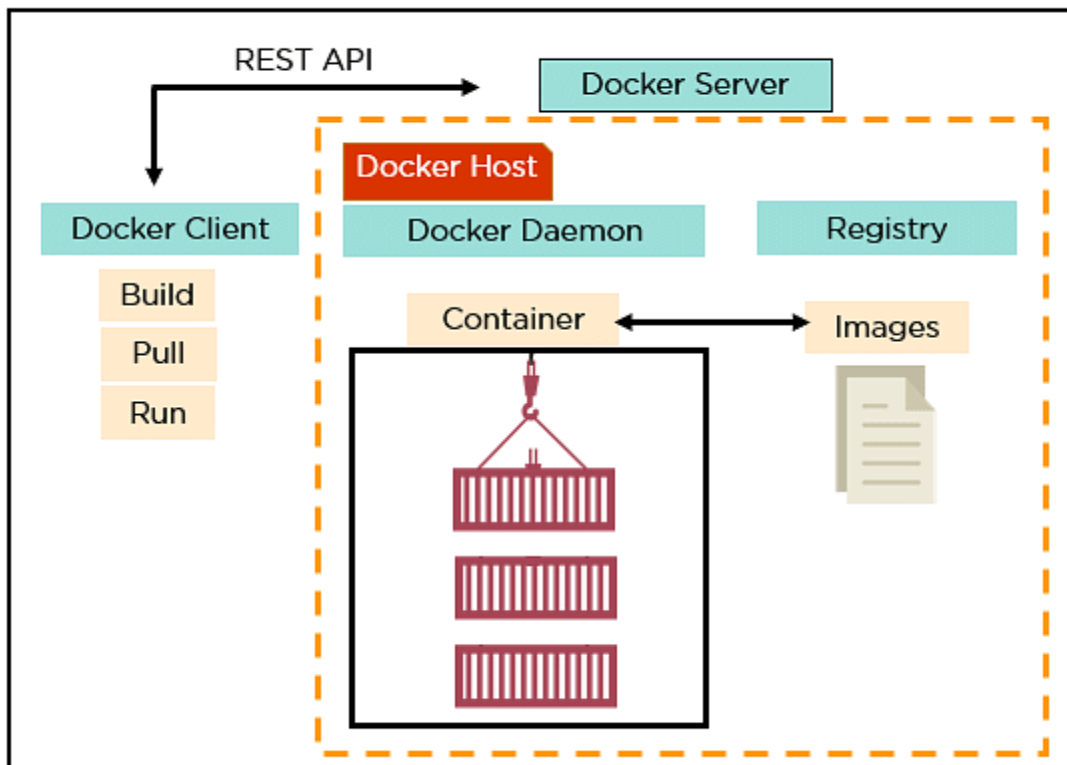 REST API
Docker Server
Docker Host
Docker Client
Docker Daemon
Registry
Build
Pull
Run
Container
Images